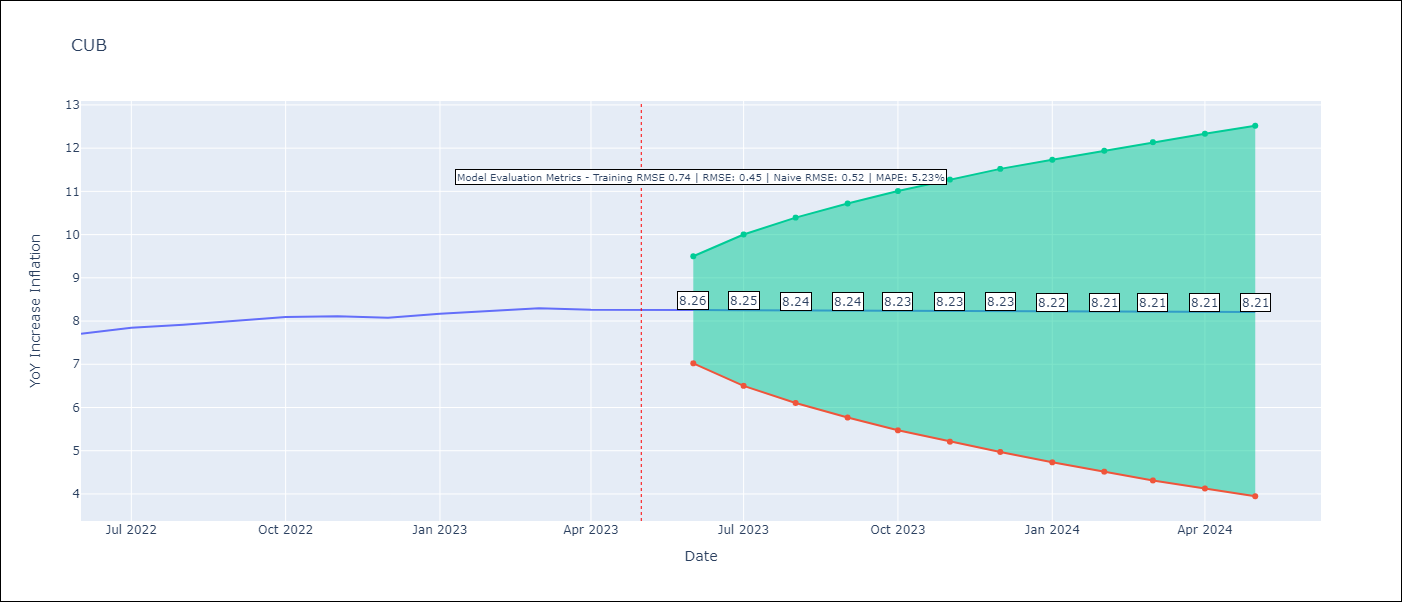 CUB
13
12
11
10
9
8
7
6
5
4
YoY Increase Inflation
Model Evaluation Metrics - Training RMSE 0.74 | RMSE: 0.45 | Naive RMSE: 0.52 | MAPE: 5.23%
8.26 8.25 8.24 8.24 8.23 8.23 8.23 8.22 8.21 8.21 8.21 8.21
Jul 2022 Oct 2022 Jan 2023 Apr 2023 Jul 2023 Oct 2023 Jan 2024 Apr 2024
Date